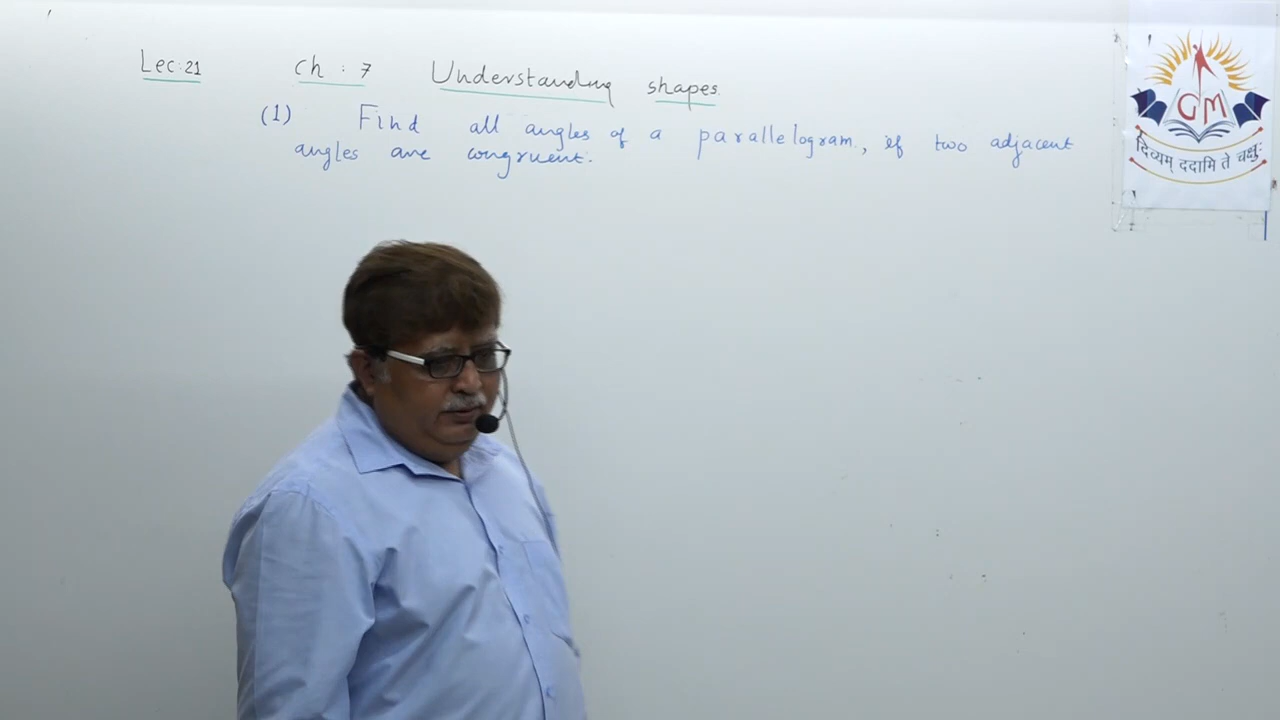 Lec:21 ch : 7 Understanding shapes.
(1) Find all angles of a parallelogram, if two adjacent
angles are congruent.
GM
दिव्यम् ददामि ते चक्षुः